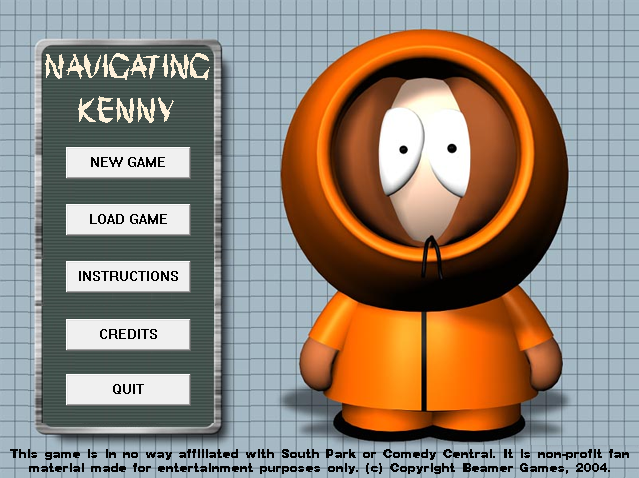 NAVIGATING
KENNY
NEW GAME
LOAD GAME
INSTRUCTIONS
CREDITS
QUIT
This game is in no way affiliated with South Park or Comedy Central. It is non-profit fan
material made for entertainment purposes only. (c) Copyright Beamer Games, 2004.